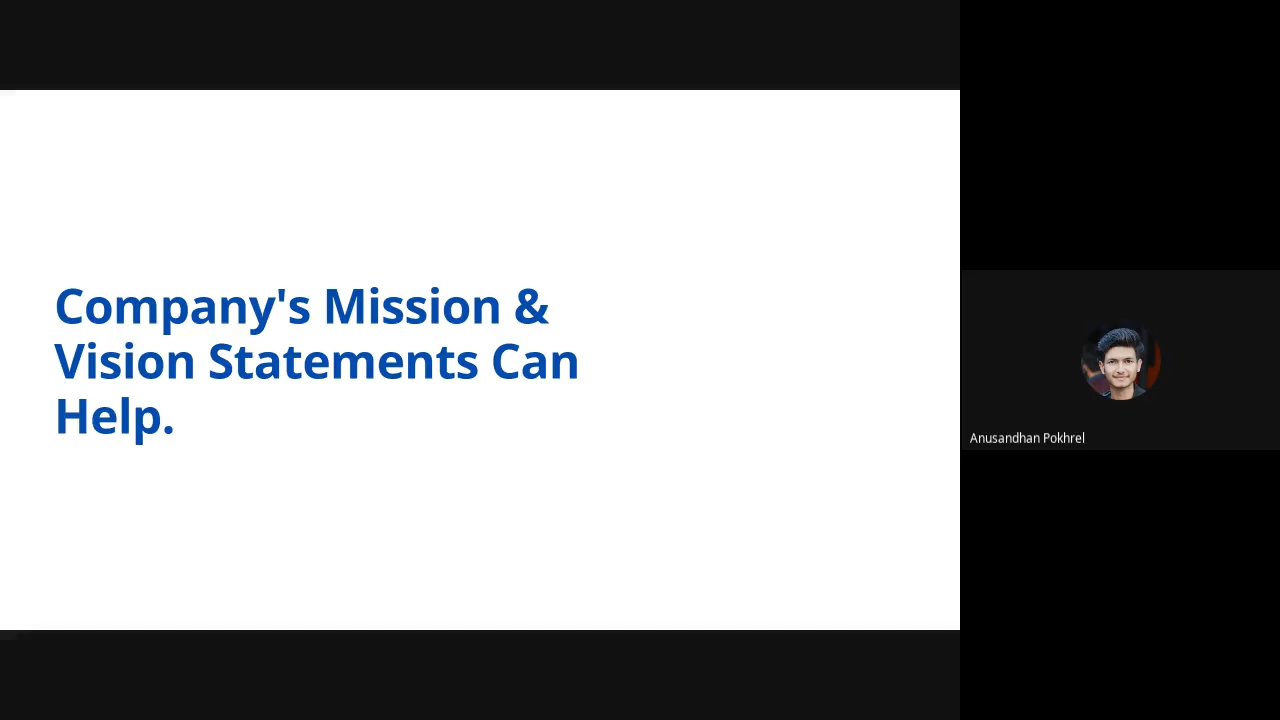 Company's Mission &
Vision Statements Can
Help.
Anusandhan Pokhrel